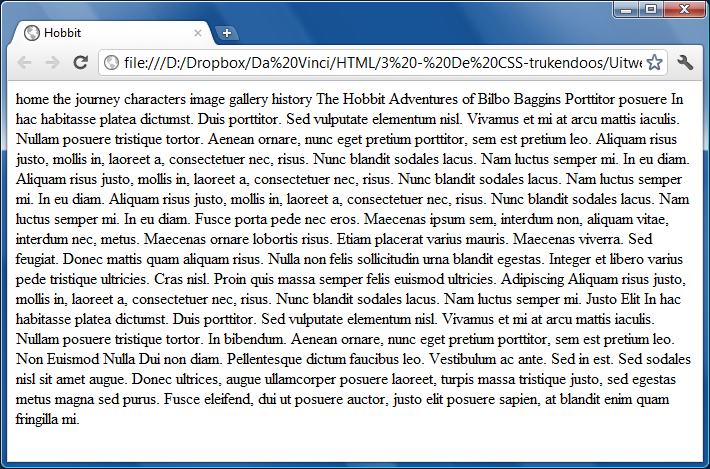 Hobbit
file:///D:/Dropbox/Da%20Vinci/HTML/3%20-%20De%20CSS-trukendoos/Uitwe
home the journey characters image gallery history The Hobbit Adventures of Bilbo Baggins Porttitor posuere In
hac habitasse platea dictumst. Duis porttitor. Sed vulputate elementum nisl. Vivamus et mi at arcu mattis iaculis.
Nullam posuere tristique tortor. Aenean ornare, nunc eget pretium porttitor, sem est pretium leo. Aliquam risus
justo, mollis in, laoreet a, consectetuer nec, risus. Nunc blandit sodales lacus. Nam luctus semper mi. In eu diam.
Aliquam risus justo, mollis in, laoreet a, consectetuer nec, risus. Nunc blandit sodales lacus. Nam luctus semper
mi. In eu diam. Aliquam risus justo, mollis in, laoreet a, consectetuer nec, risus. Nunc blandit sodales lacus. Nam
luctus semper mi. In eu diam. Fusce porta pede nec eros. Maecenas ipsum sem, interdum non, aliquam vitae,
interdum nec, metus. Maecenas ornare lobortis risus. Etiam placerat varius mauris. Maecenas viverra. Sed
feugiat. Donec mattis quam aliquam risus. Nulla non felis sollicitudin urna blandit egestas. Integer et libero varius
pede tristique ultricies. Cras nisl. Proin quis massa semper felis euismod ultricies. Adipiscing Aliquam risus justo,
mollis in, laoreet a, consectetuer nec, risus. Nunc blandit sodales lacus. Nam luctus semper mi. Justo Elit In hac
habitasse platea dictumst. Duis porttitor. Sed vulputate elementum nisl. Vivamus et mi at arcu mattis iaculis.
Nullam posuere tristique tortor. In bibendum. Aenean ornare, nunc eget pretium porttitor, sem est pretium leo.
Non Euismod Nulla Dui non diam. Pellentesque dictum faucibus leo. Vestibulum ac ante. Sed in est. Sed sodales
nisl sit amet augue. Donec ultrices, augue ullamcorper posuere laoreet, turpis massa tristique justo, sed egestas
metus magna sed purus. Fusce eleifend, dui ut posuere auctor, justo elit posuere sapien, at blandit enim quam
fringilla mi.